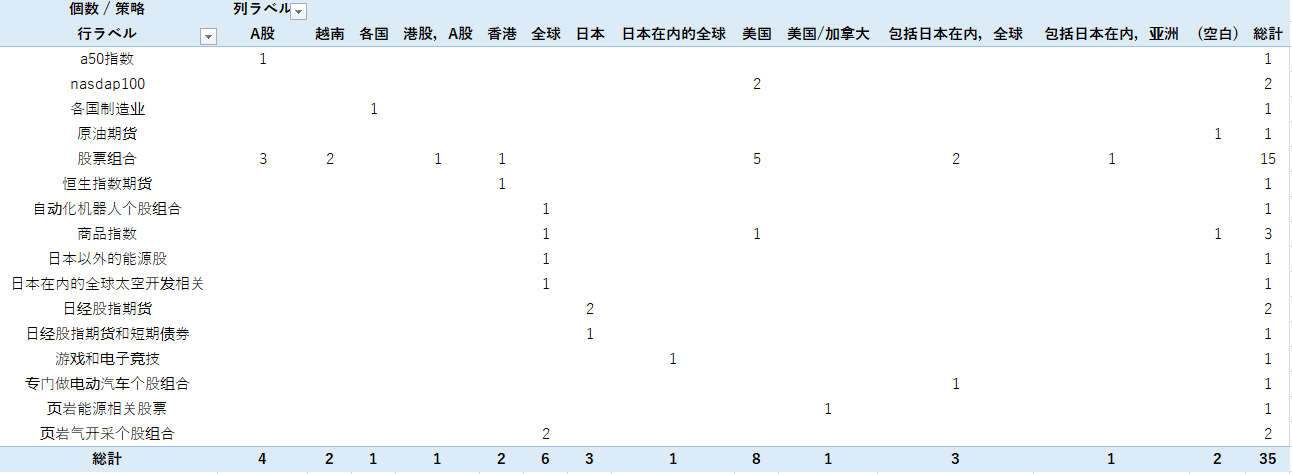 個数 / 策略 列ラベル
行ラベル A股 越南 各国 港股，A股 香港 全球 日本 日本在内的全球 美国 美国/加拿大 包括日本在内，全球 包括日本在内，亚洲 (空白) 総計
a50指数 1 1
nasdap100 2 2
各国制造业 1 1
原油期货 1 1
股票组合 3 2 1 1 5 2 1 15
恒生指数期货 1 1
自动化机器人个股组合 1 1
商品指数 1 1 1 3
日本以外的能源股 1 1
日本在内的全球太空开发相关 1 1
日经股指期货 2 2
日经股指期货和短期债券 1 1
游戏和电子竞技 1 1
专门做电动汽车个股组合 1 1
页岩能源相关股票 1 1
页岩气开采个股组合 2 2
総計 4 2 1 1 2 6 3 1 8 1 3 1 2 35